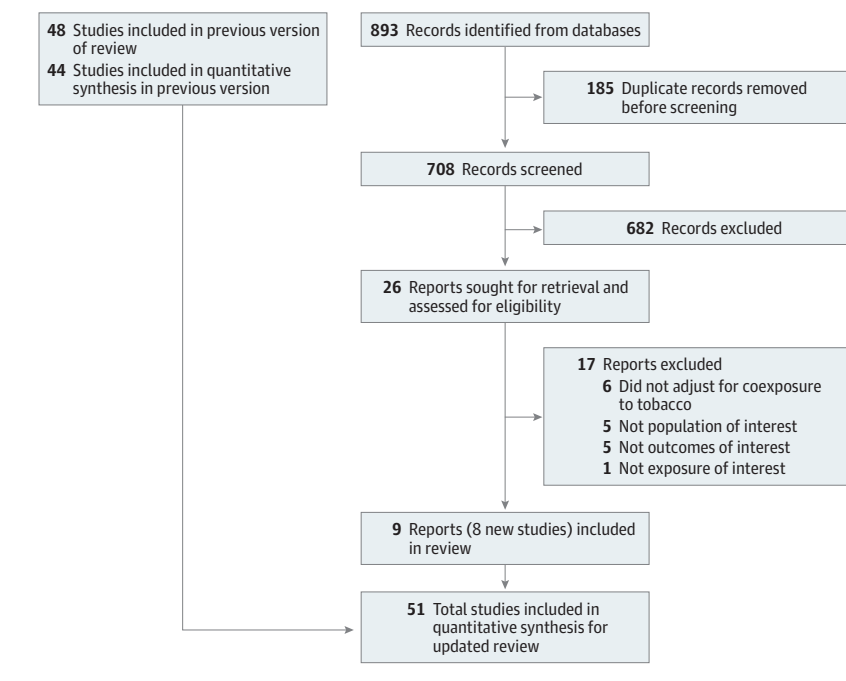 48 Studies included in previous version
of review
44 Studies included in quantitative
synthesis in previous version
893 Records identified from databases
185 Duplicate records removed
before screening
708 Records screened
682 Records excluded
26 Reports sought for retrieval and
assessed for eligibility
17 Reports excluded
6 Did not adjust for coexposure
to tobacco
5 Not population of interest
5 Not outcomes of interest
1 Not exposure of interest
9 Reports (8 new studies) included
in review
51 Total studies included in
quantitative synthesis for
updated review